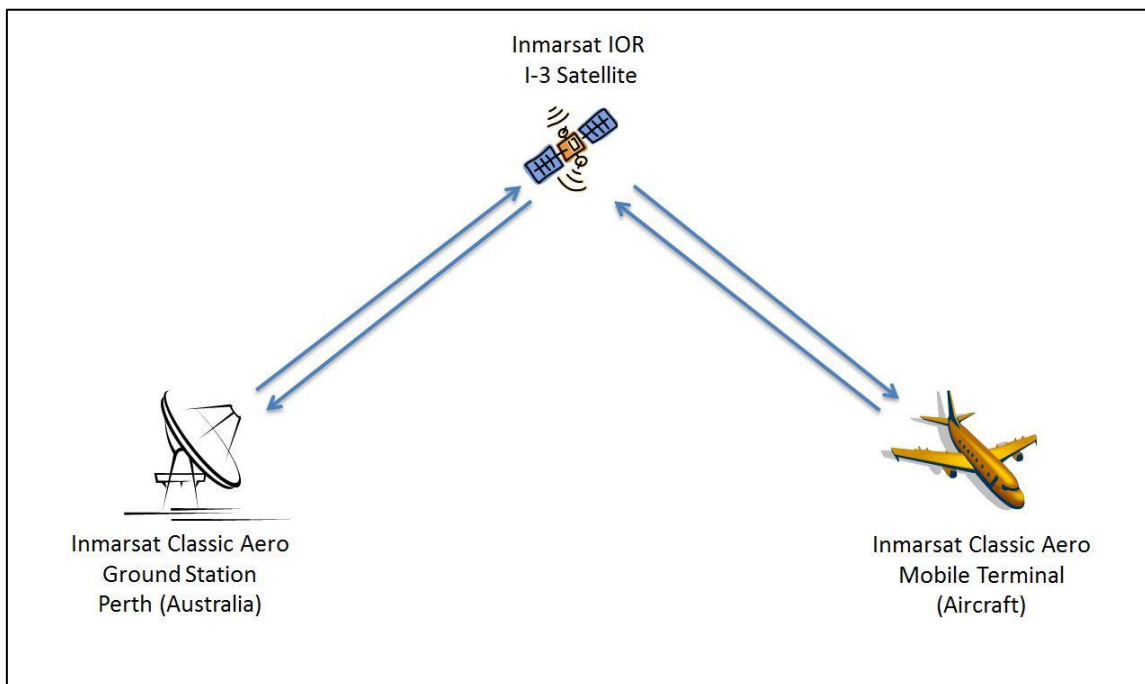 Inmarsat IOR
I-3 Satellite
Inmarsat Classic Aero
Ground Station
Perth (Australia)
Inmarsat Classic Aero
Mobile Terminal
(Aircraft)